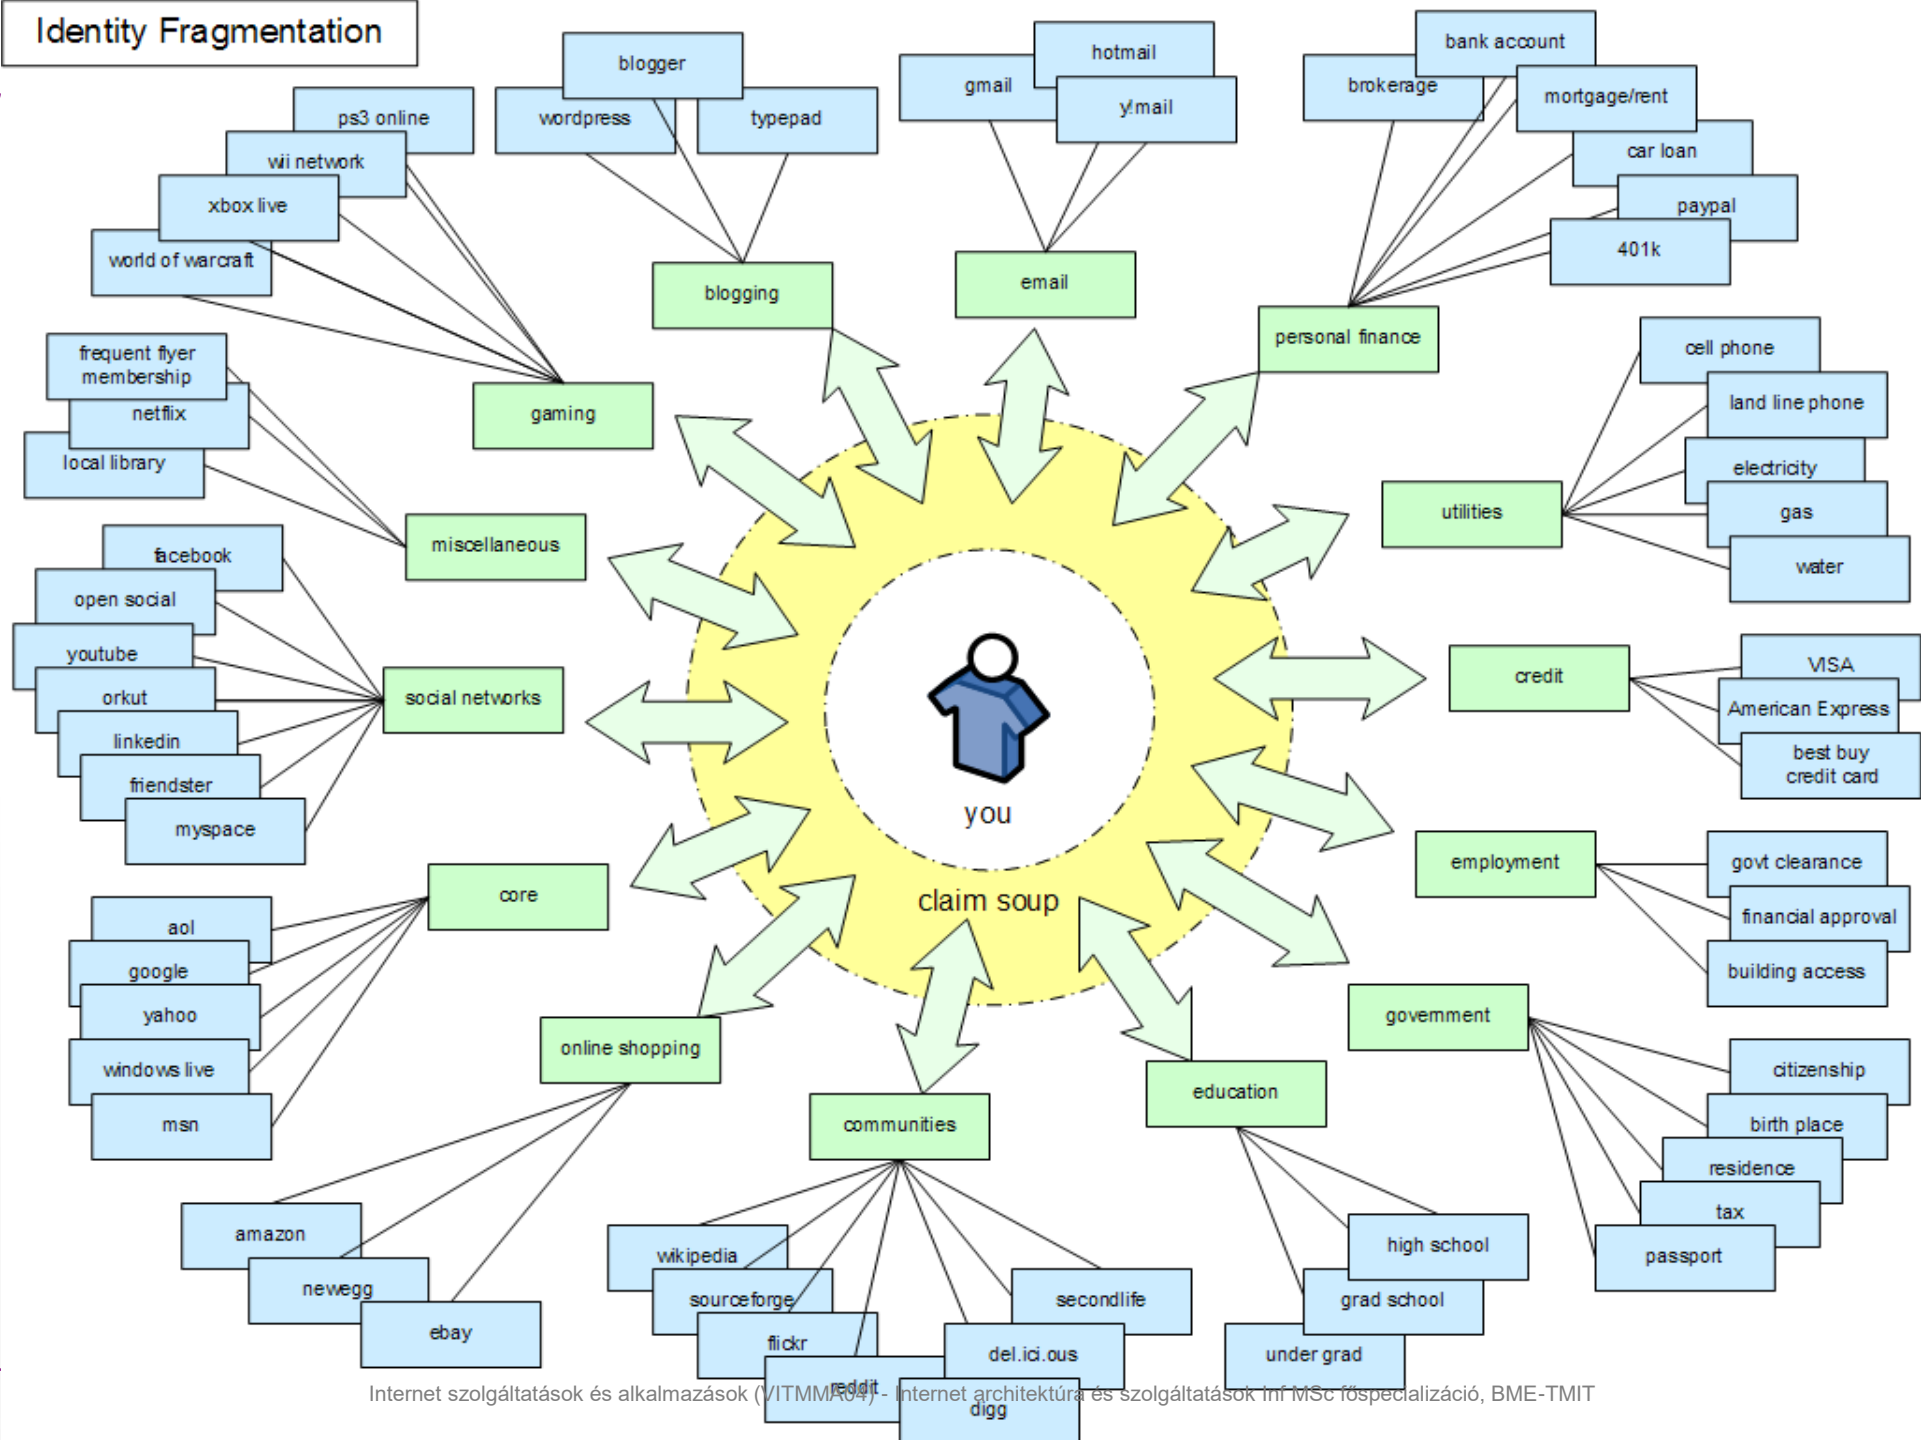 Identity Fragmentation
blogger
wordpress
typepad
hotmail
gmail
y!mail
bank account
brokerage
mortgage/rent
car loan
paypal
401k
ps3 online
wii network
xbox live
world of warcraft
blogging
email
personal finance
frequent flyer
membership
netflix
local library
gaming
cell phone
land line phone
electricity
gas
water
utilities
miscellaneous
facebook
open social
youtube
orkut
linkedin
friendster
myspace
social networks
credit
VISA
American Express
best buy
credit card
you
claim soup
core
aol
google
yahoo
windows live
msn
employment
govt clearance
financial approval
building access
online shopping
government
communities
education
citizenship
birth place
residence
tax
passport
amazon
newegg
ebay
wikipedia
sourceforge
flickr
reddit
digg
del.ici.ous
secondlife
high school
grad school
under grad
Internet szolgáltatások és alkalmazások (VITMMA04) - Internet architektúra és szolgáltatások Inf MSc főspecializáció, BME-TMIT